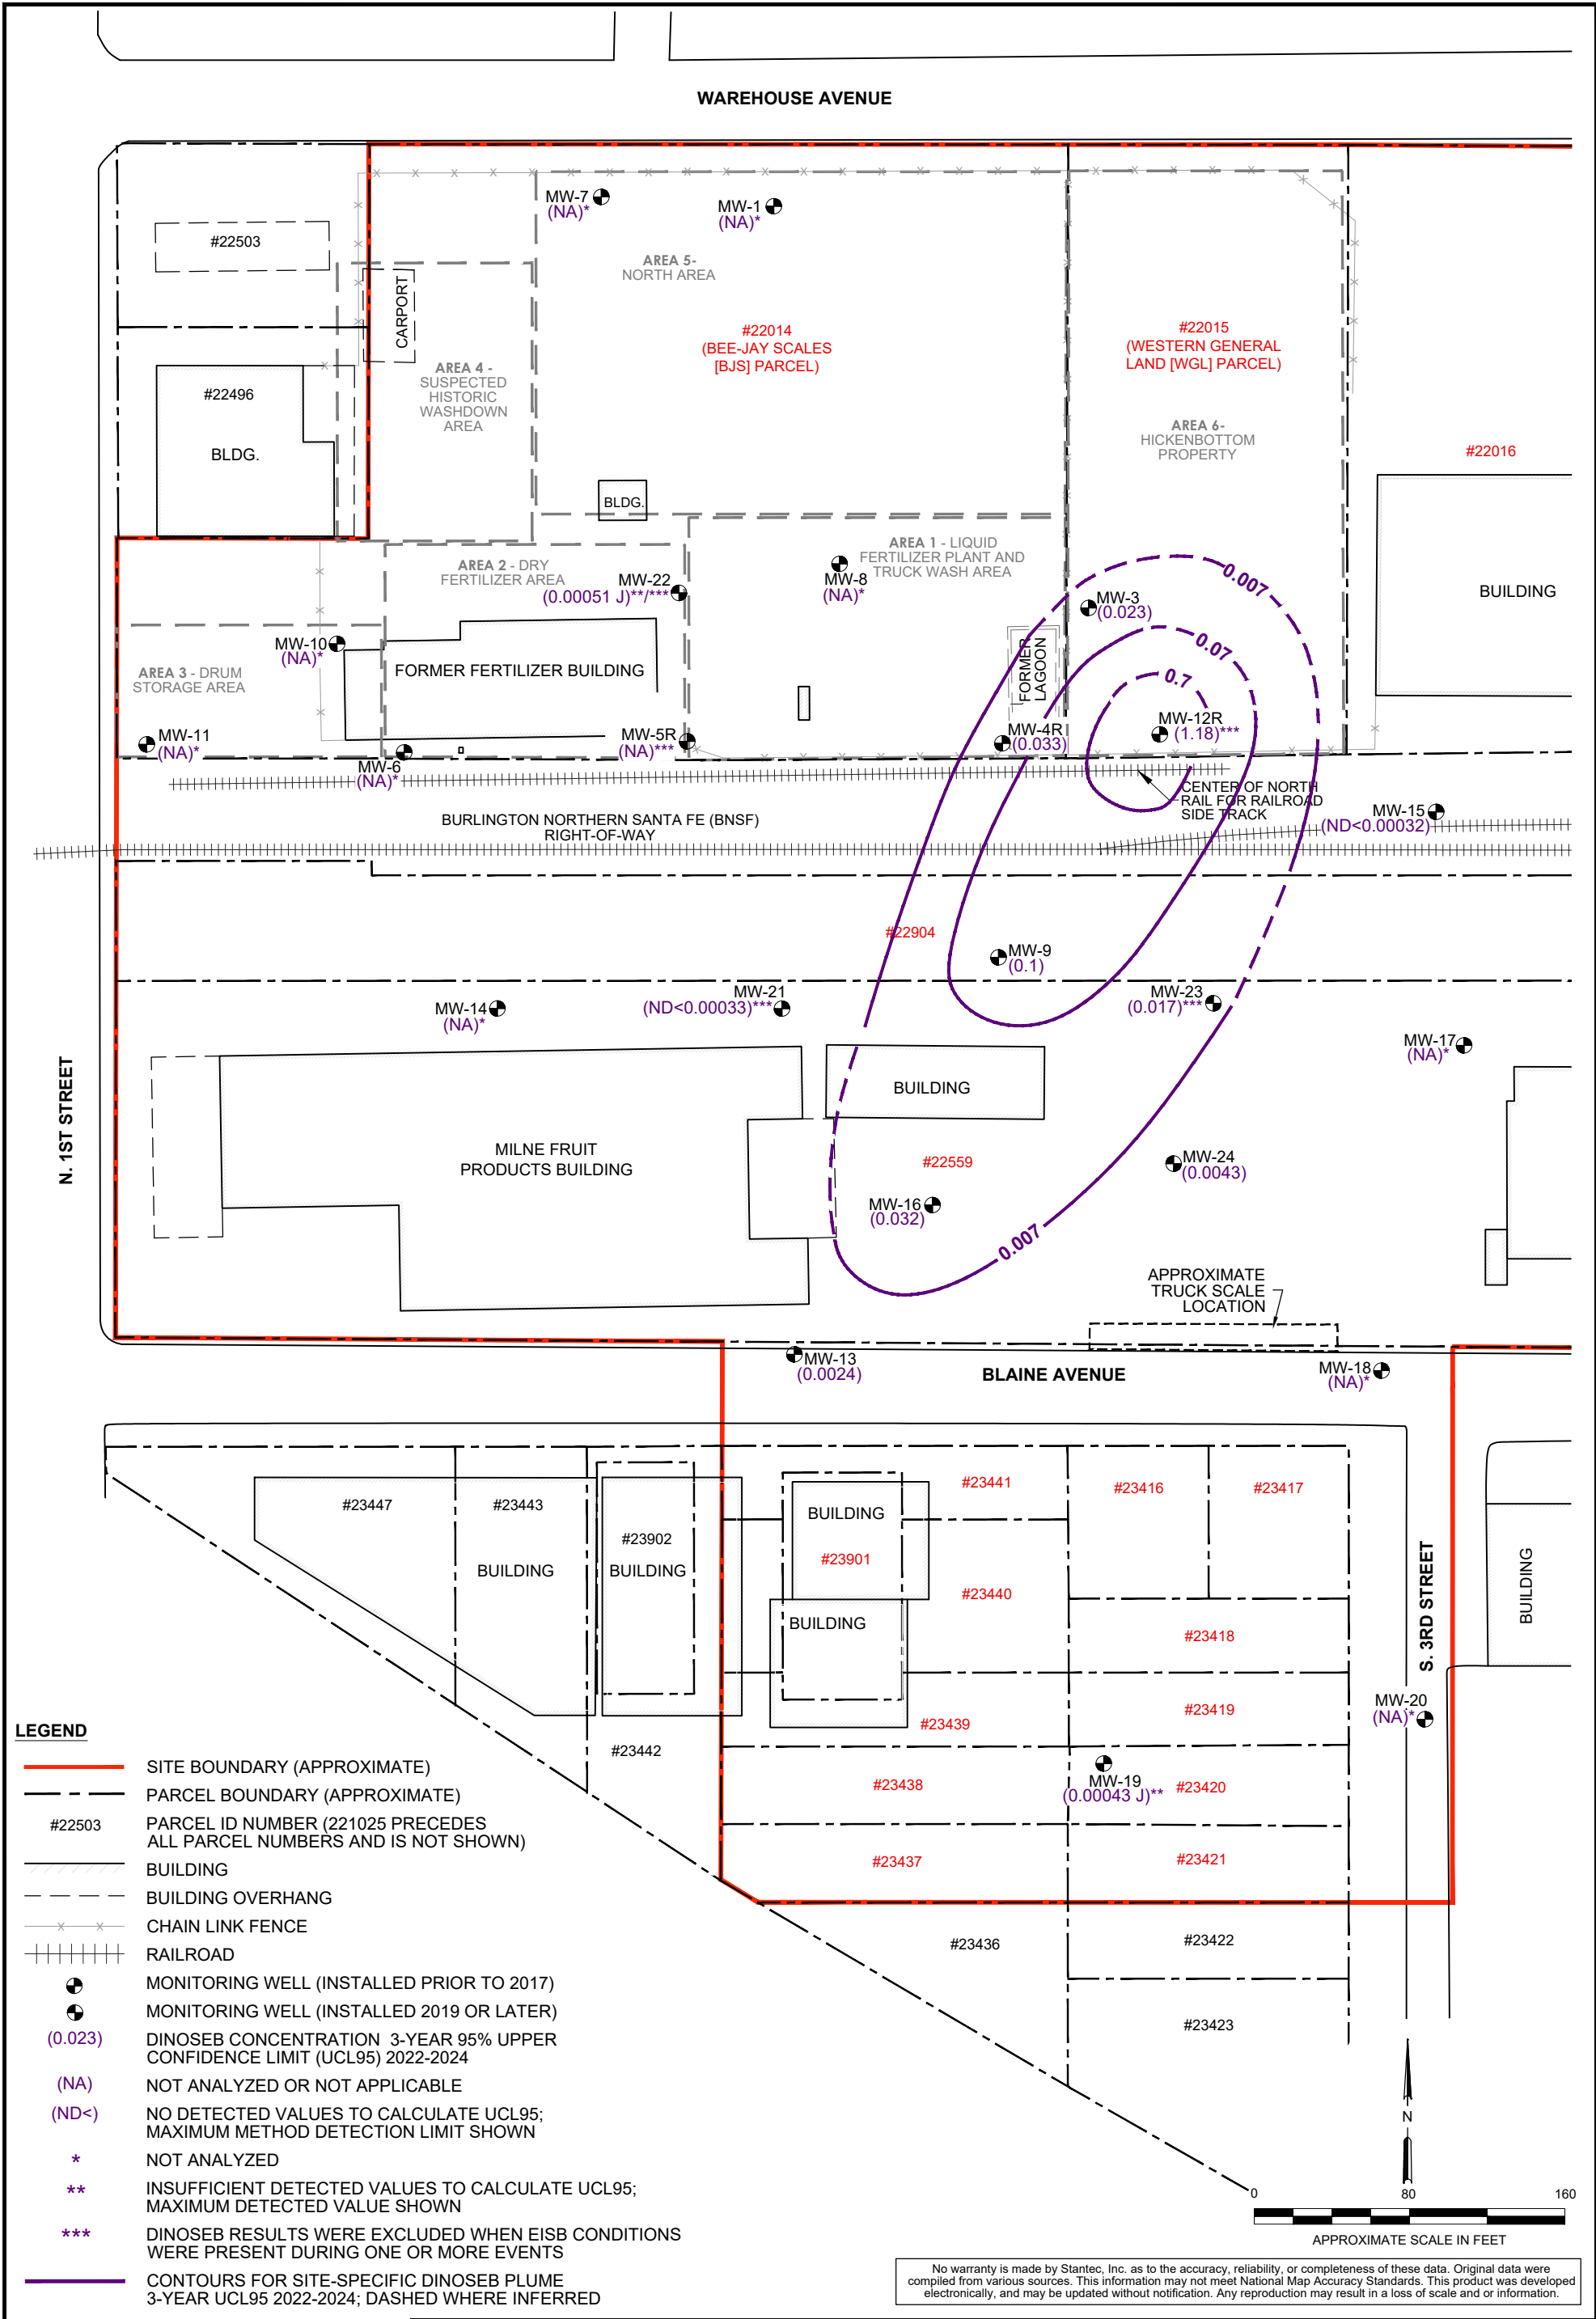 WAREHOUSE AVENUE
MW-7
(NA)*
MW-1
(NA)*
#22503
CARPORT
AREA 5-
NORTH AREA
#22014
(BEE-JAY SCALES
[BJS] PARCEL)
#22015
(WESTERN GENERAL
LAND [WGL] PARCEL)
AREA 4 -
SUSPECTED
HISTORIC
WASHDOWN
AREA
#22496
BLDG.
AREA 6-
HICKENBOTTOM
PROPERTY
#22016
BLDG.
AREA 1 - LIQUID
FERTILIZER PLANT AND
TRUCK WASH AREA
AREA 2 - DRY
FERTILIZER AREA
MW-22
(0.00051 J)**/***
MW-8
(NA)*
0.007
BUILDING
MW-3
(0.023)
MW-10
(NA)*
FORMER FERTILIZER BUILDING
FORMER
LAGOON
0.07
AREA 3 - DRUM
STORAGE AREA
0.7
MW-11
(NA)*
MW-5R
(NA)***
MW-4R
(0.033)
MW-12R
(1.18)***
MW-6
(NA)*
CENTER OF NORTH
RAIL FOR RAILROAD
SIDE TRACK
MW-15
(ND<0.00032)
BURLINGTON NORTHERN SANTA FE (BNSF)
RIGHT-OF-WAY
#22904
MW-9
(0.1)
MW-14
(NA)*
MW-21
(ND<0.00033)***
MW-23
(0.017)***
MW-17
(NA)*
N. 1ST STREET
BUILDING
MILNE FRUIT
PRODUCTS BUILDING
#22559
MW-24
(0.0043)
MW-16
(0.032)
0.007
APPROXIMATE
TRUCK SCALE
LOCATION
MW-13
(0.0024)
BLAINE AVENUE
MW-18
(NA)*
#23447
#23443
BUILDING
#23902
BUILDING
BUILDING
#23901
BUILDING
#23441
#23440
#23416
#23417
#23418
S. 3RD STREET
BUILDING
#23419
#23439
#23442
MW-20
(NA)*
#23438
MW-19
(0.00043 J)**
#23420
#23437
#23421
#23436
#23422
#23423
LEGEND
SITE BOUNDARY (APPROXIMATE)
PARCEL BOUNDARY (APPROXIMATE)
#22503 PARCEL ID NUMBER (221025 PRECEDES
ALL PARCEL NUMBERS AND IS NOT SHOWN)
BUILDING
BUILDING OVERHANG
CHAIN LINK FENCE
RAILROAD
MONITORING WELL (INSTALLED PRIOR TO 2017)
MONITORING WELL (INSTALLED 2019 OR LATER)
(0.023) DINOSEB CONCENTRATION 3-YEAR 95% UPPER
CONFIDENCE LIMIT (UCL95) 2022-2024
(NA) NOT ANALYZED OR NOT APPLICABLE
(ND<) NO DETECTED VALUES TO CALCULATE UCL95;
MAXIMUM METHOD DETECTION LIMIT SHOWN
* NOT ANALYZED
** INSUFFICIENT DETECTED VALUES TO CALCULATE UCL95;
MAXIMUM DETECTED VALUE SHOWN
*** DINOSEB RESULTS WERE EXCLUDED WHEN EISB CONDITIONS
WERE PRESENT DURING ONE OR MORE EVENTS
CONTOURS FOR SITE-SPECIFIC DINOSEB PLUME
3-YEAR UCL95 2022-2024; DASHED WHERE INFERRED
N
0 80 160
APPROXIMATE SCALE IN FEET
No warranty is made by Stantec, Inc. as to the accuracy, reliability, or completeness of these data. Original data were
compiled from various sources. This information may not meet National Map Accuracy Standards. This product was developed
electronically, and may be updated without notification. Any reproduction may result in a loss of scale and or information.